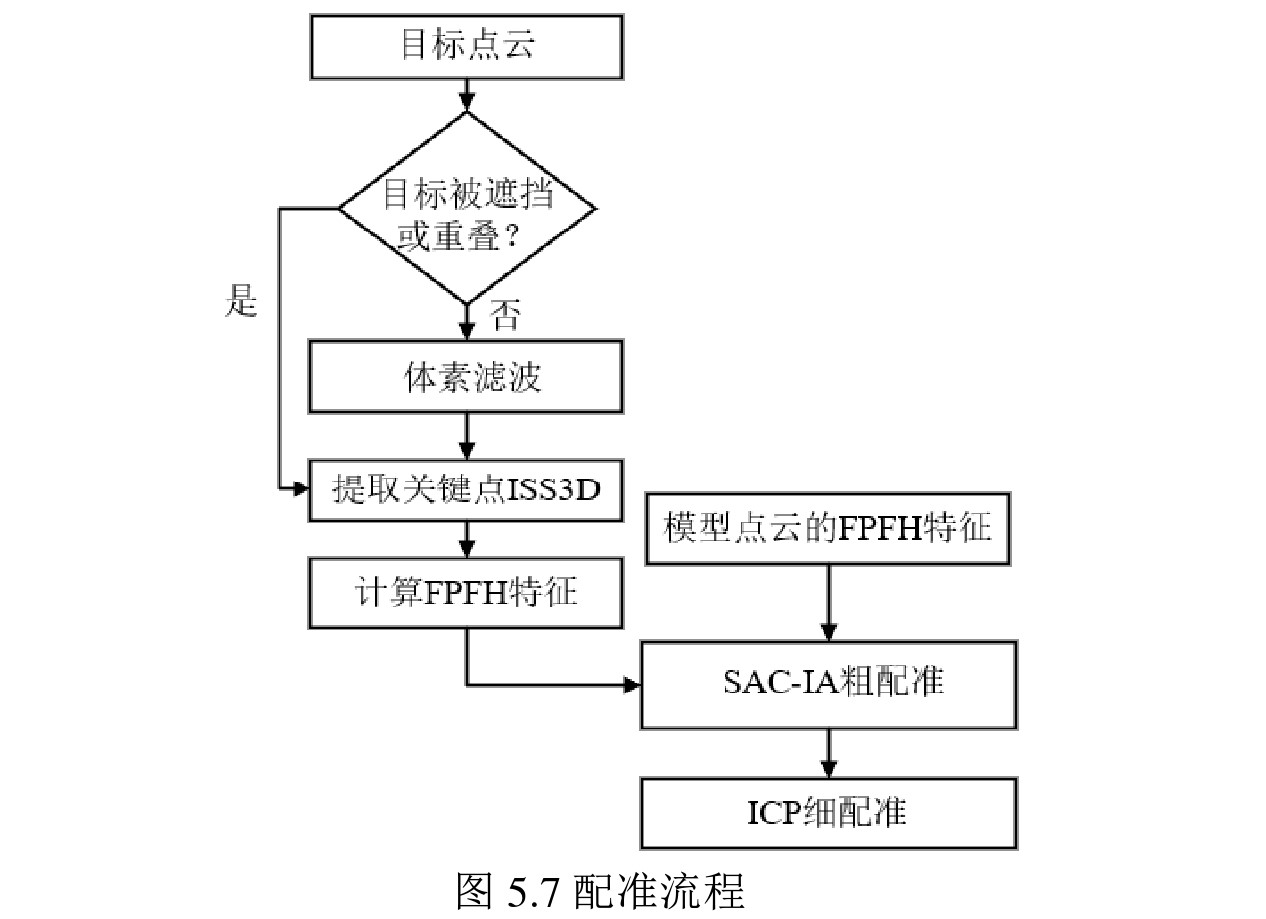 目标点云
目标被遮挡
或重叠？
是
否
体素滤波
提取关键点ISS3D
模型点云的FPFH特征
计算FPFH特征
SAC-IA粗配准
ICP细配准
图 5.7 配准流程